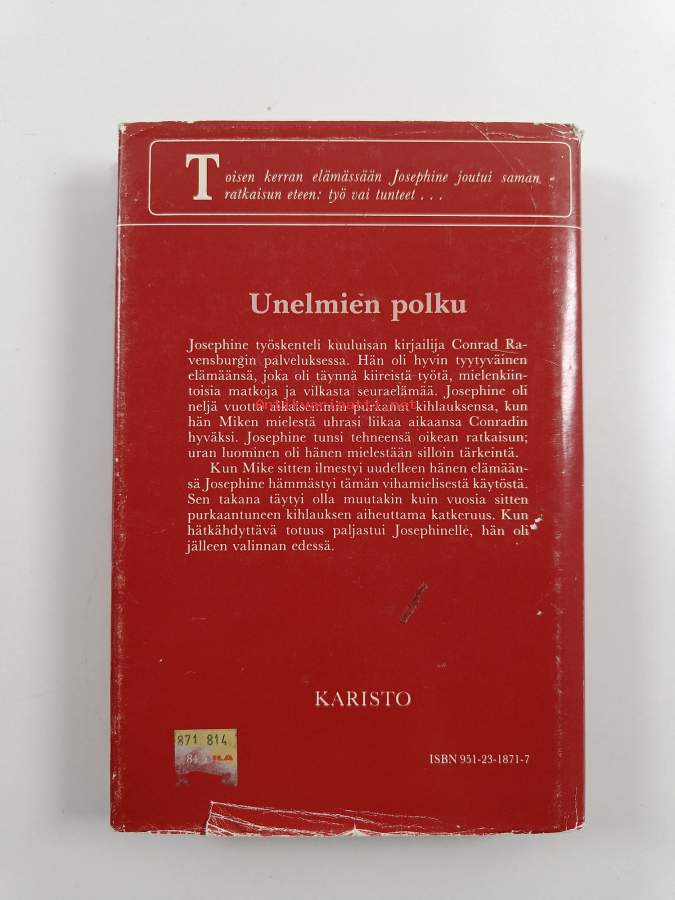 Toisen kerran elämässään Josephine joutui saman
ratkaisun eteen: työ vai tunteet . . .
Unelmien polku
Josephine työskenteli kuuluisan kirjailija Conrad Ra-
vensburgin palveluksessa. Hän oli hyvin tyytyväinen
elämäänsä, joka oli täynnä kiireistä työtä, mielenkiin-
toisia matkoja ja vilkasta seuraelämää. Josephine oli
neljä vuotta aikaisemmin purkanut kihlauksensa, kun
hän Miken mielestä uhrasi liikaa aikaansa Conradin
hyväksi. Josephine tunsi tehneensä oikean ratkaisun;
uran luominen oli hänen mielestään silloin tärkeintä.
Kun Mike sitten ilmestyi uudelleen hänen elämään-
sä Josephine hämmästyi tämän vihamielisestä käytöstä.
Sen takana täytyi olla muutakin kuin vuosia sitten
purkaantuneen kihlauksen aiheuttama katkeruus. Kun
hätkähdyttävä totuus paljastui Josephinelle, hän oli
jälleen valinnan edessä.
KARISTO
871 814
84
ISBN 951-23-1871-7